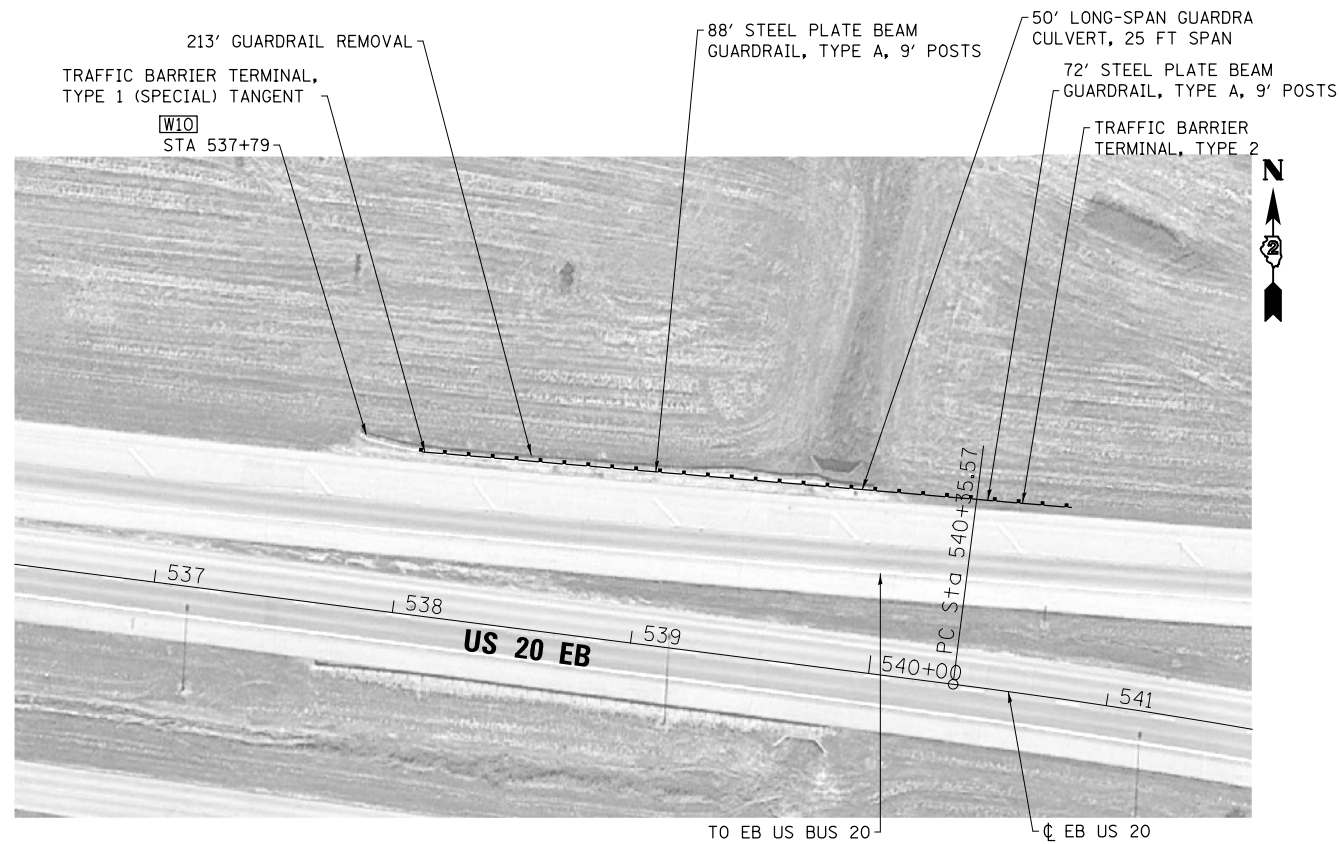 213' GUARDRAIL REMOVAL
TRAFFIC BARRIER TERMINAL,
TYPE 1 (SPECIAL) TANGENT
W10
STA 537+79
88' STEEL PLATE BEAM
GUARDRAIL, TYPE A, 9' POSTS
50' LONG-SPAN GUARDRA
CULVERT, 25 FT SPAN
72' STEEL PLATE BEAM
GUARDRAIL, TYPE A, 9' POSTS
TRAFFIC BARRIER
TERMINAL, TYPE 2
N
2
PC Sta 540+35.57
537
538
539
540+00
541
US 20 EB
TO EB US BUS 20
℄ EB US 20